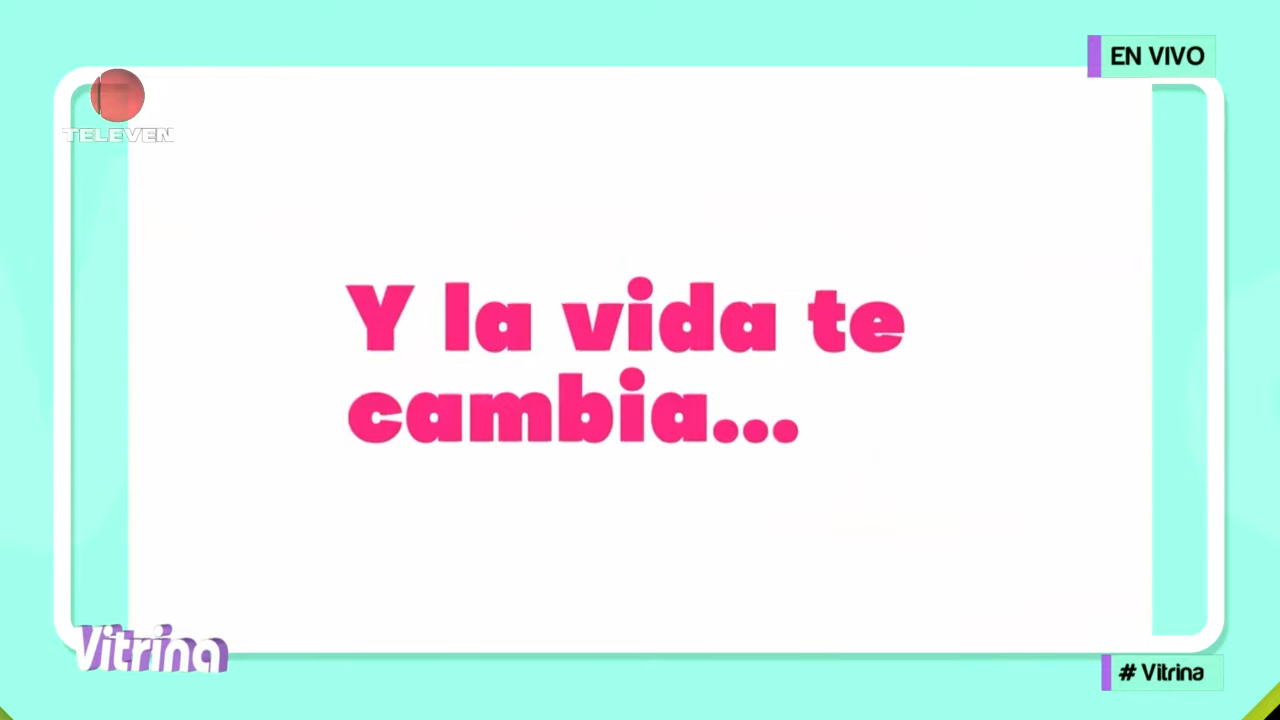 EN VIVO
TELEVEN
Y la vida te
cambia...
Vitrina
# Vitrina